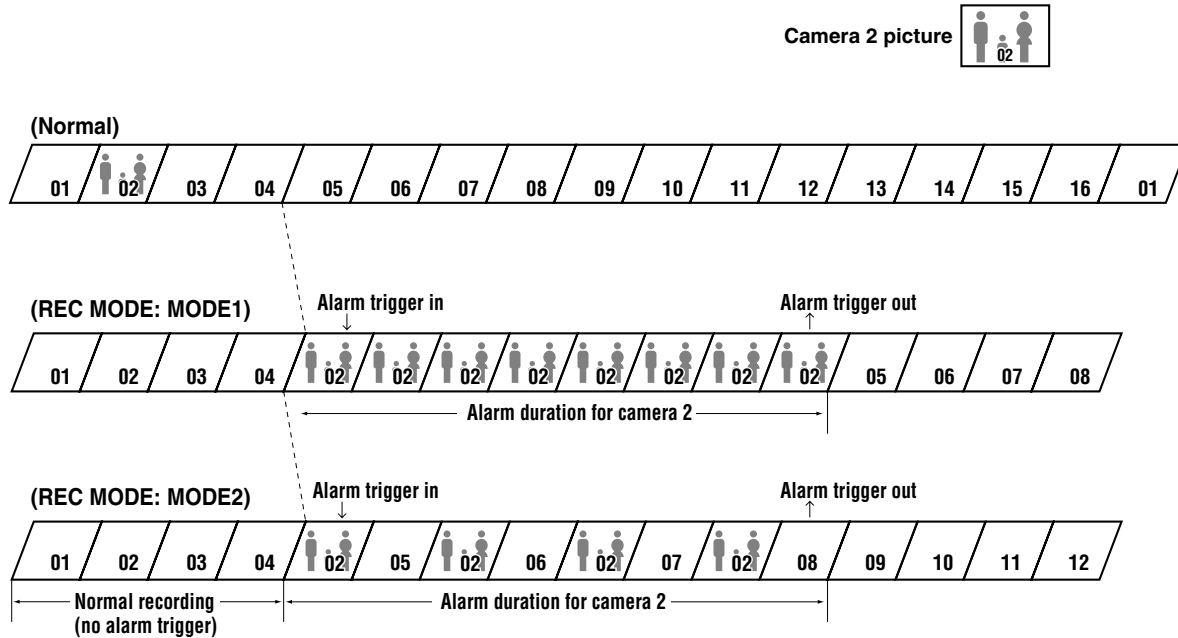 Camera 2 picture
02
(Normal)
01 02 03 04 05 06 07 08 09 10 11 12 13 14 15 16 01
(REC MODE: MODE1)
Alarm trigger in
Alarm trigger out
01 02 03 04 02 02 02 02 02 02 02 02 05 06 07 08
Alarm duration for camera 2
(REC MODE: MODE2)
Alarm trigger in
Alarm trigger out
01 02 03 04 02 05 02 06 02 07 02 08 09 10 11 12
Normal recording
(no alarm trigger)
Alarm duration for camera 2